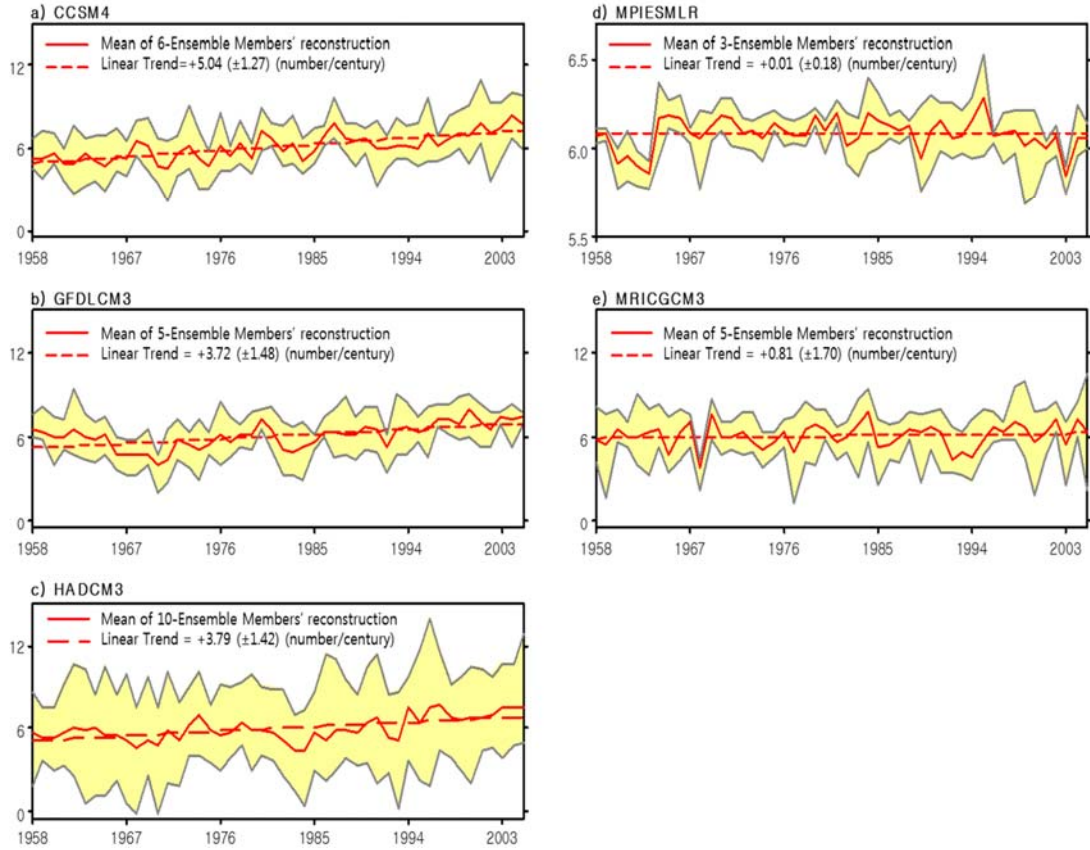 a) CCSM4
Mean of 6-Ensemble Members' reconstruction
Linear Trend=+5.04 (±1.27) (number/century)
12
6
0
1958 1967 1976 1985 1994 2003
b) GFDLCM3
Mean of 5-Ensemble Members' reconstruction
Linear Trend = +3.72 (±1.48) (number/century)
12
6
0
1958 1967 1976 1985 1994 2003
c) HADCM3
Mean of 10-Ensemble Members' reconstruction
Linear Trend = +3.79 (±1.42) (number/century)
12
6
0
1958 1967 1976 1985 1994 2003
d) MPIESMLR
Mean of 3-Ensemble Members' reconstruction
Linear Trend = +0.01 (±0.18) (number/century)
6.5
6.0
5.5
1958 1967 1976 1985 1994 2003
e) MRICGCM3
Mean of 5-Ensemble Members' reconstruction
Linear Trend = +0.81 (±1.70) (number/century)
12
6
0
1958 1967 1976 1985 1994 2003